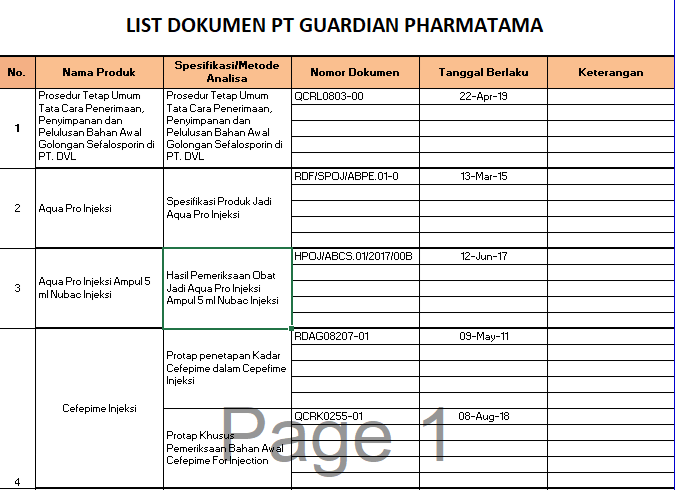 LIST DOKUMEN PT GUARDIAN PHARMATAMA
No.
Nama Produk
Spesifikasi/Metode
Analisa
Nomor Dokumen
Tanggal Berlaku
Keterangan
1
Prosedur Tetap Umum
Tata Cara Penerimaan,
Penyimpanan dan
Pelulusan Bahan Awal
Golongan Sefalosporin di
PT. DVL
Prosedur Tetap Umum
Tata Cara Penerimaan,
Penyimpanan dan
Pelulusan Bahan Awal
Golongan Sefalosporin di
PT. DVL
QCRL0803-00
22-Apr-19
2
Aqua Pro Injeksi
Spesifikasi Produk Jadi
Aqua Pro Injeksi
RDF/SPOJ/ABPE.01-0
13-Mar-15
3
Aqua Pro Injeksi Ampul 5
ml Nubac Injeksi
Hasil Pemeriksaan Obat
Jadi Aqua Pro Injeksi
Ampul 5 ml Nubac Injeksi
HPOJ/ABCS.01/2017/00B
12-Jun-17
4
Cefepime Injeksi
Protap penetapan Kadar
Cefepime dalam Cepefime
Injeksi
RDAG08207-01
09-May-11
Protap Khusus
Pemeriksaan Bahan Awal
Cefepime For Injection
QCRK0255-01
08-Aug-18
Page 1